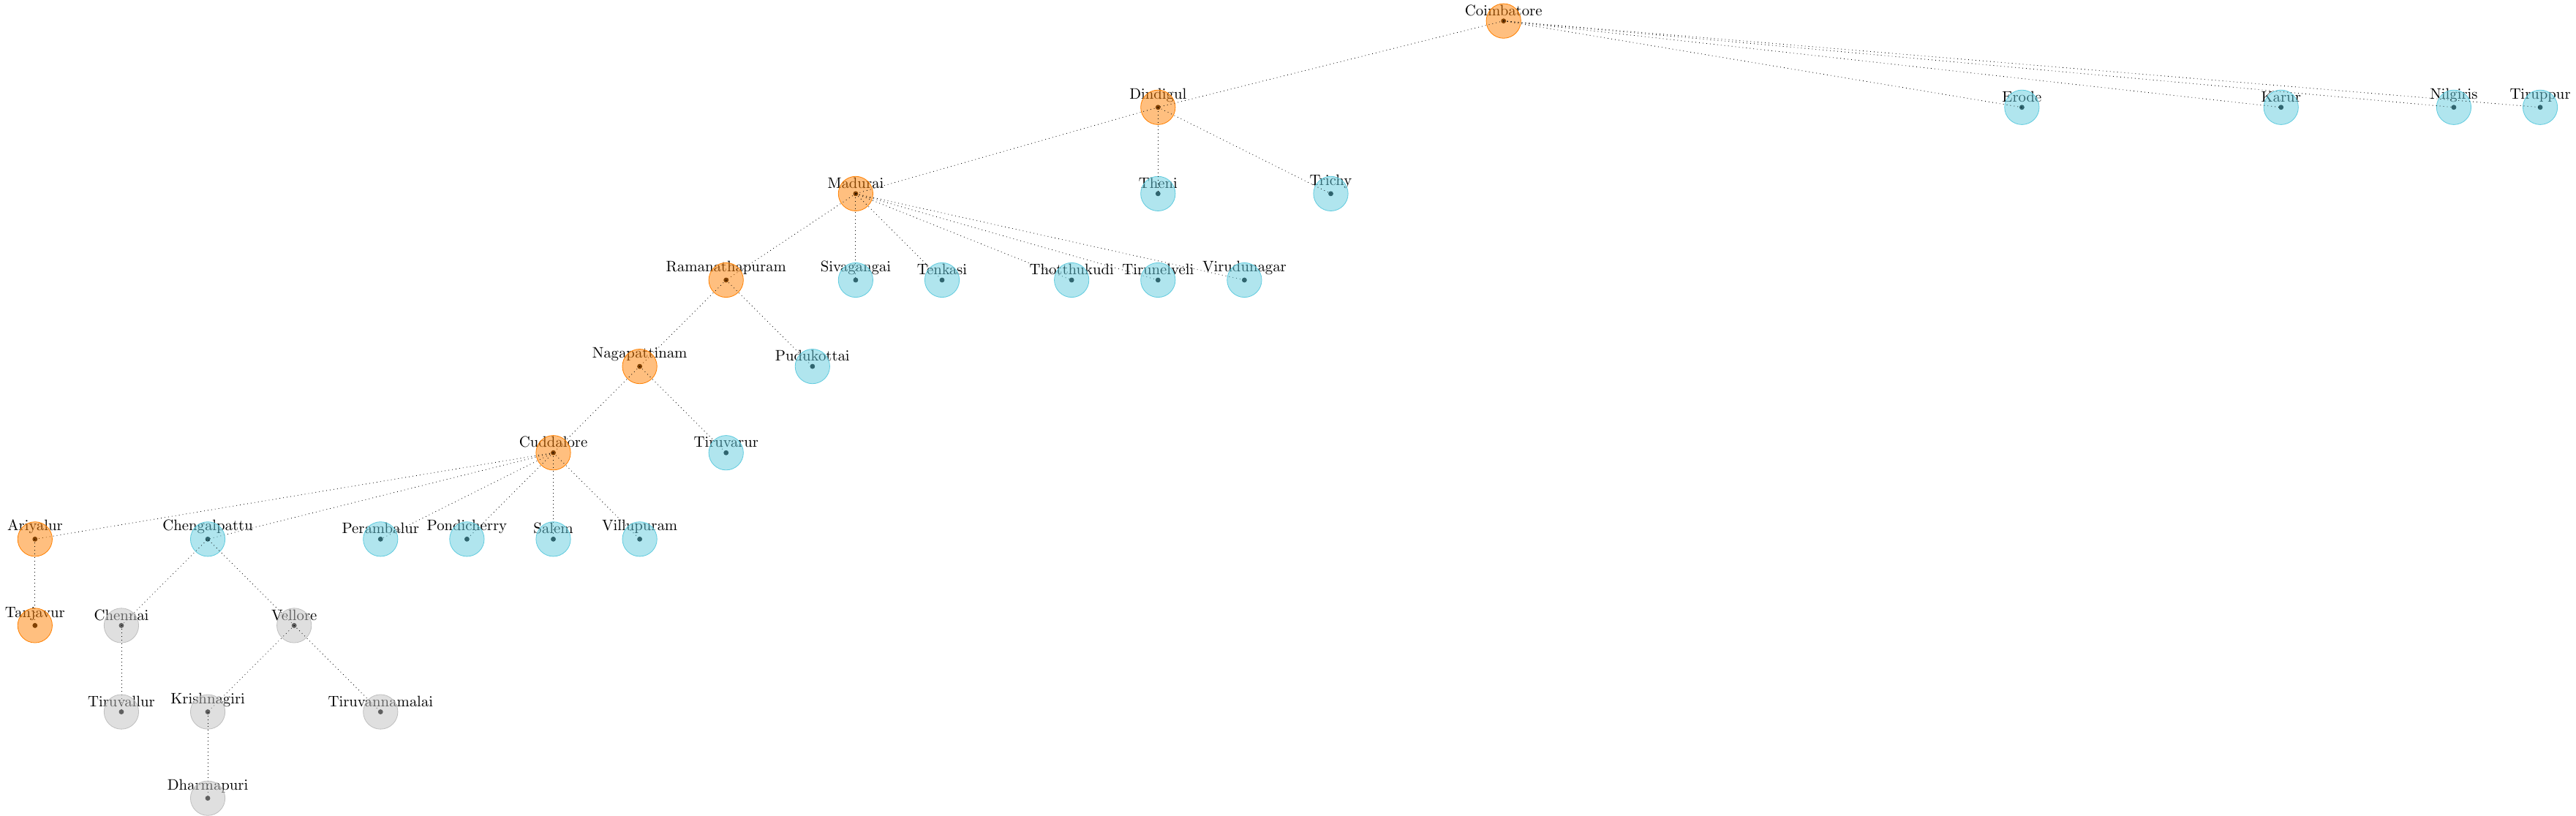 Coimbatore
Dindigul
Erode
Karur
Nilgiris
Tiruppur
Madurai
Theni
Trichy
Ramanathapuram
Sivagangai
Tenkasi
Thotthukudi
Tirunelveli
Virudunagar
Nagapattinam
Pudukottai
Cuddalore
Tiruvarur
Ariyalur
Chengalpattu
Perambalur
Pondicherry
Salem
Villupuram
Tanjavur
Chennai
Vellore
Tiruvallur
Krishnagiri
Tiruvannamalai
Dharmapuri